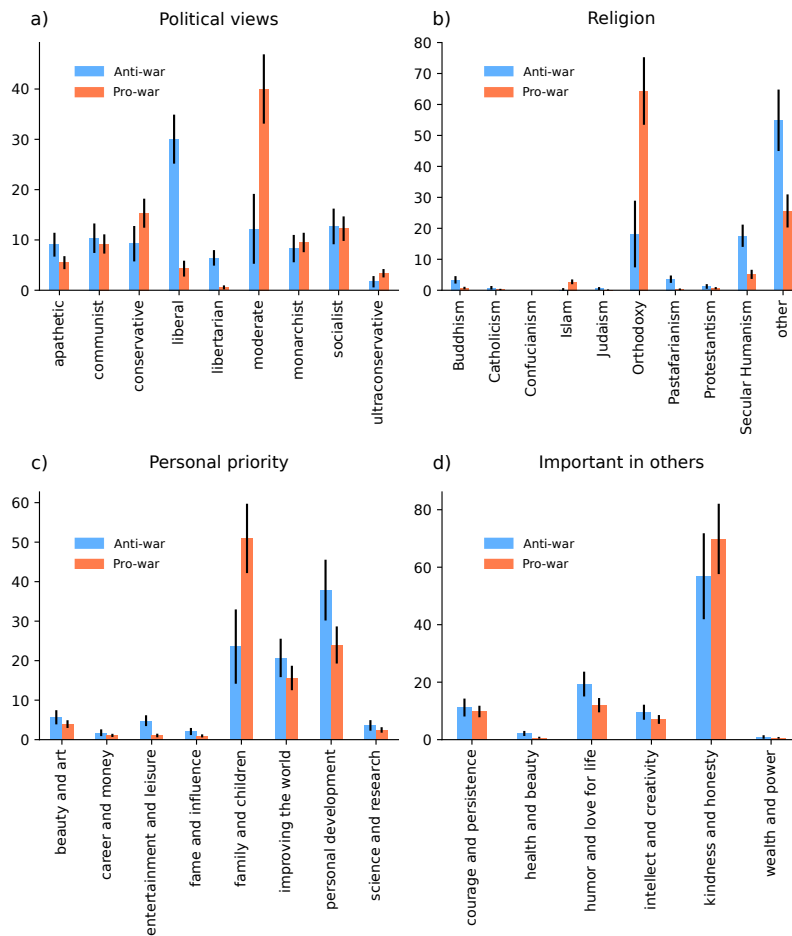 a) Political views
40
30
20
10
0
Anti-war
Pro-war
apathetic
communist
conservative
liberal
libertarian
moderate
monarchist
socialist
ultraconservative
b) Religion
80
70
60
50
40
30
20
10
0
Anti-war
Pro-war
Buddhism
Catholicism
Confucianism
Islam
Judaism
Orthodoxy
Pastafarianism
Protestantism
Secular Humanism
other
c) Personal priority
60
50
40
30
20
10
0
Anti-war
Pro-war
beauty and art
career and money
entertainment and leisure
fame and influence
family and children
improving the world
personal development
science and research
d) Important in others
80
60
40
20
0
Anti-war
Pro-war
courage and persistence
health and beauty
humor and love for life
intellect and creativity
kindness and honesty
wealth and power